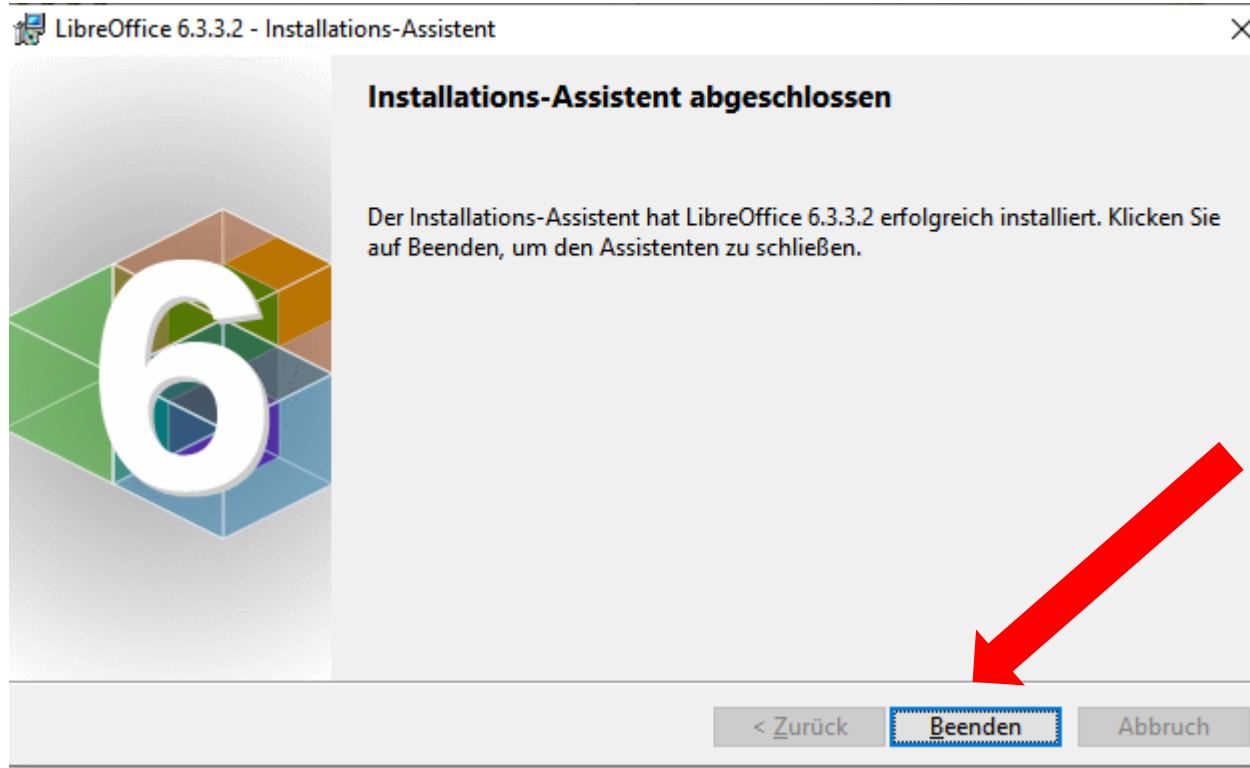 LibreOffice 6.3.3.2 - Installations-Assistent
Installations-Assistent abgeschlossen
Der Installations-Assistent hat LibreOffice 6.3.3.2 erfolgreich installiert. Klicken Sie
auf Beenden, um den Assistenten zu schließen.
6
< Zurück Beenden Abbruch